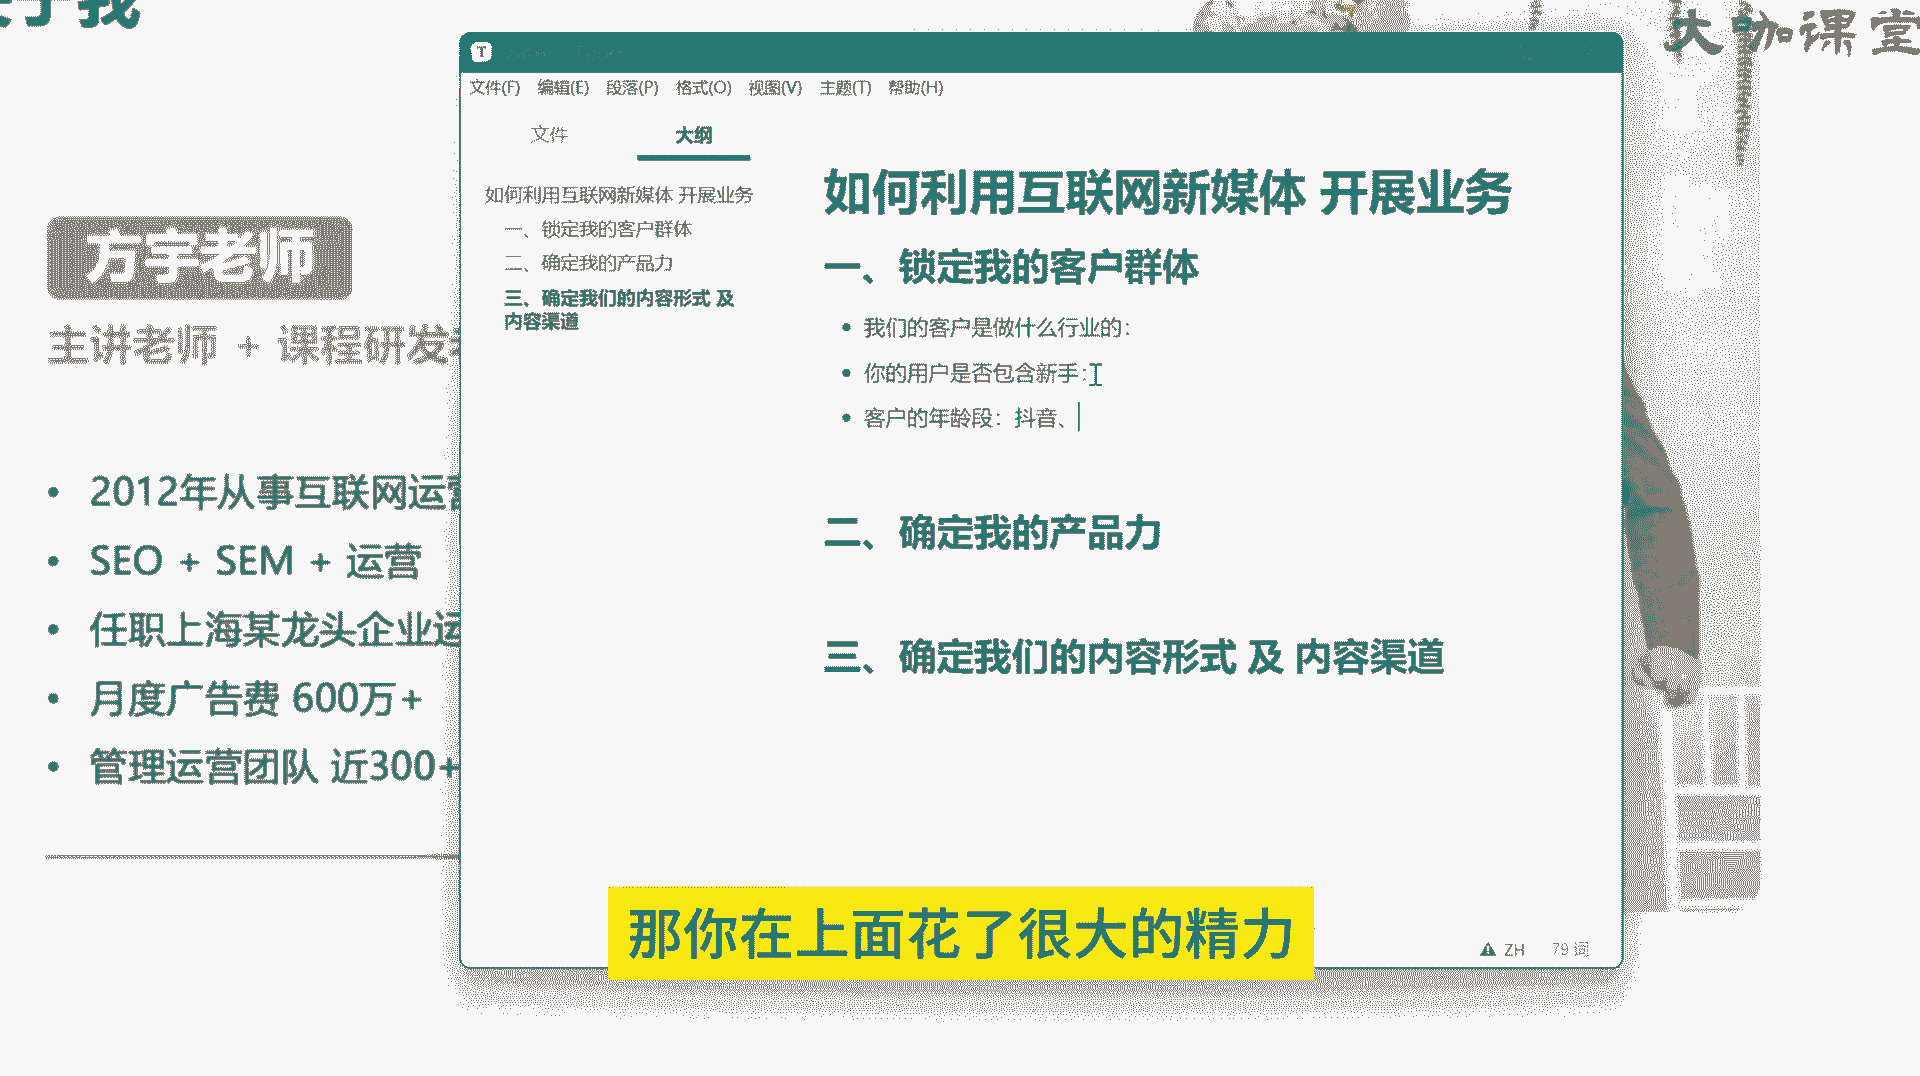 大咖课堂
方宇老师
主讲老师 + 课程研发
2012年从事互联网运营
SEO + SEM + 运营
任职上海某龙头企业运
月度广告费 600万+
管理运营团队 近300+
T
文件(F) 编辑(E) 段落(P) 格式(O) 视图(V) 主题(T) 帮助(H)
文件 大纲
如何利用互联网新媒体 开展业务
一、锁定我的客户群体
二、确定我的产品力
三、确定我们的内容形式 及
内容渠道
如何利用互联网新媒体 开展业务
一、锁定我的客户群体
我们的客户是做什么行业的：
你的用户是否包含新手：
客户的年龄段：抖音、
二、确定我的产品力
三、确定我们的内容形式 及 内容渠道
ZH 79 词
那你在上面花了很大的精力